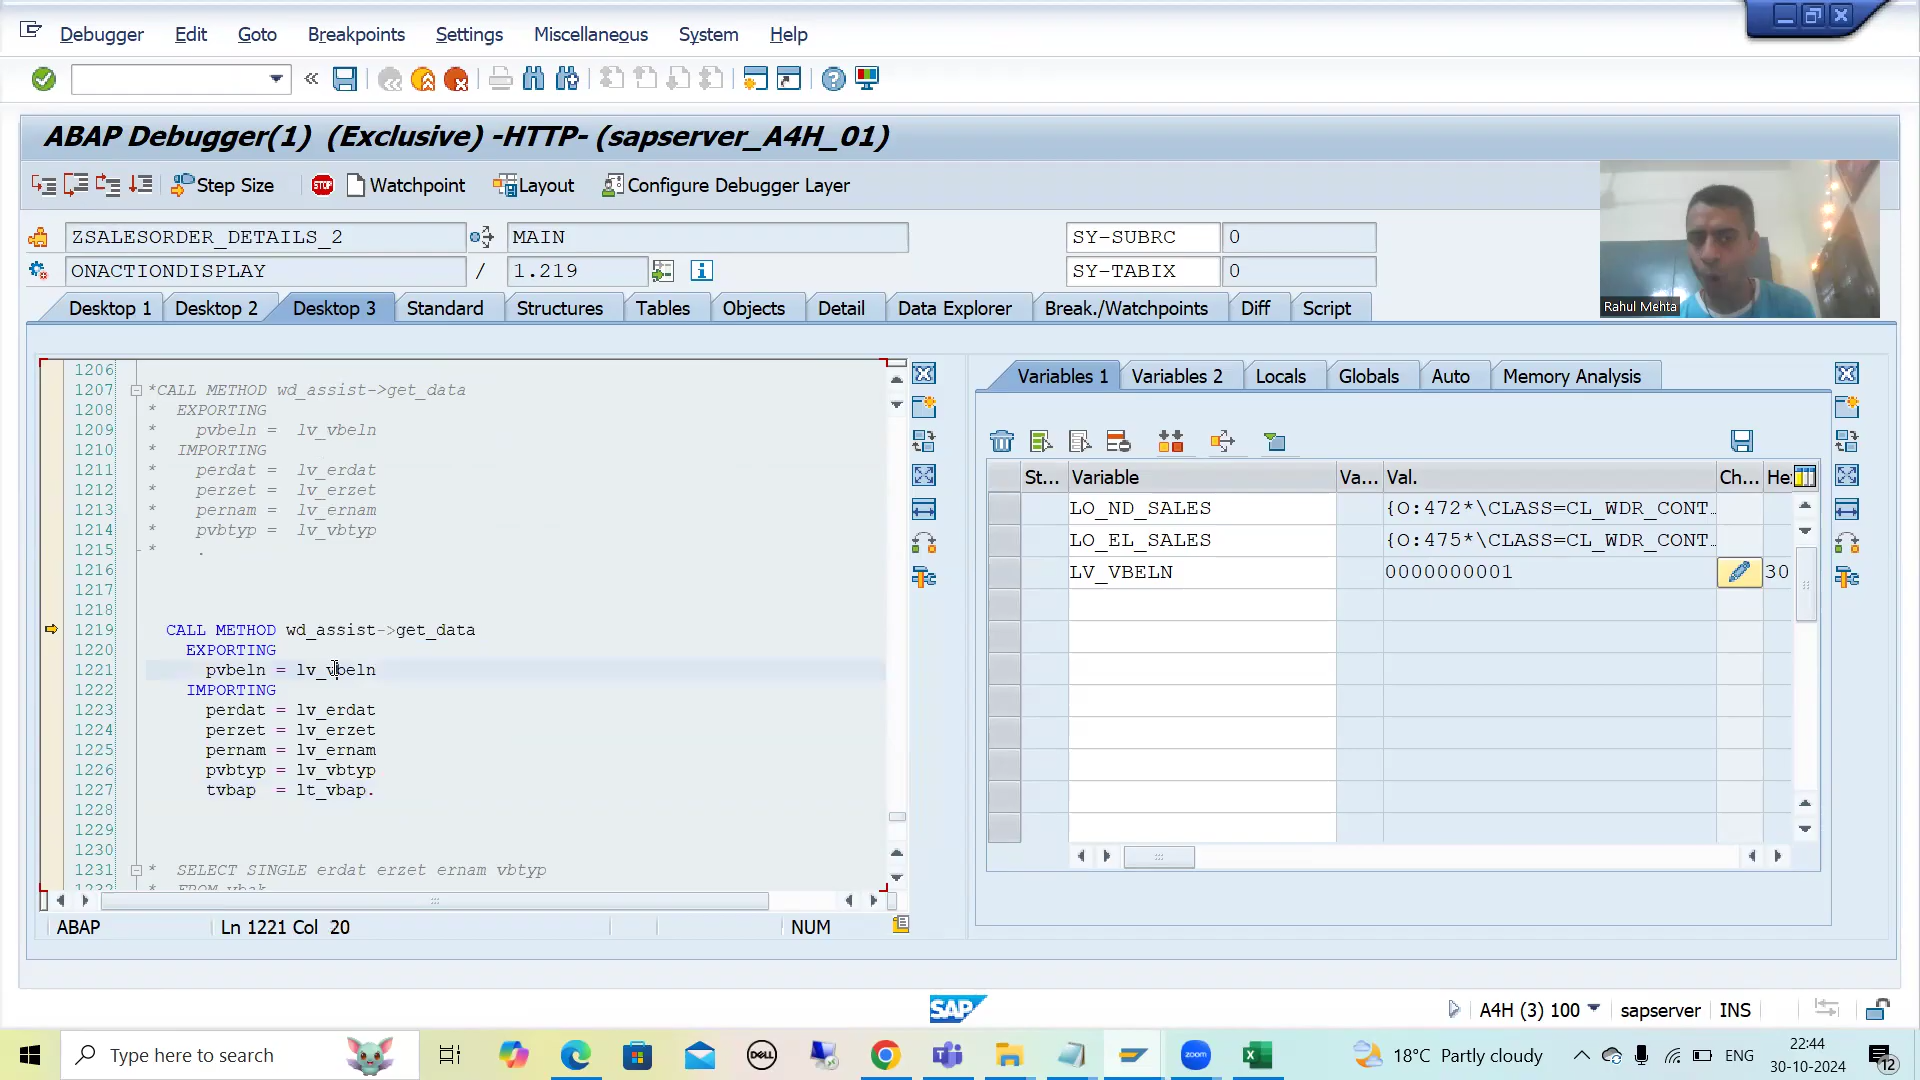 Debugger Edit Goto Breakpoints Settings Miscellaneous System Help
ABAP Debugger(1) (Exclusive) -HTTP- (sapserver_A4H_01)
Step Size STOP Watchpoint Layout Configure Debugger Layer
ZSALESORDER_DETAILS_2 MAIN SY-SUBRC 0
ONACTIONDISPLAY / 1.219 SY-TABIX 0
Rahul Mehta
Desktop 1 Desktop 2 Desktop 3 Standard Structures Tables Objects Detail Data Explorer Break./Watchpoints Diff Script
1206
1207 *CALL METHOD wd_assist->get_data
1208 * EXPORTING
1209 * pvbeln = lv_vbeln
1210 * IMPORTING
1211 * perdat = lv_erdat
1212 * perzet = lv_erzet
1213 * pernam = lv_ernam
1214 * pvbtyp = lv_vbtyp
1215 * .
1216
1217
1218
1219 CALL METHOD wd_assist->get_data
1220 EXPORTING
1221 pvbeln = lv_vbeln
1222 IMPORTING
1223 perdat = lv_erdat
1224 perzet = lv_erzet
1225 pernam = lv_ernam
1226 pvbtyp = lv_vbtyp
1227 tvbap = lt_vbap.
1228
1229
1230
1231 * SELECT SINGLE erdat erzet ernam vbtyp
1232 * FROM vbak
ABAP Ln 1221 Col 20 NUM
Variables 1 Variables 2 Locals Globals Auto Memory Analysis
St... Variable Va... Val. Ch... Hex
LO_ND_SALES {O:472*\CLASS=CL_WDR_CONT...
LO_EL_SALES {O:475*\CLASS=CL_WDR_CONT...
LV_VBELN 0000000001 30
SAP A4H (3) 100 sapserver INS
Type here to search DELL zoom 18°C Partly cloudy ENG 22:44
30-10-2024 12